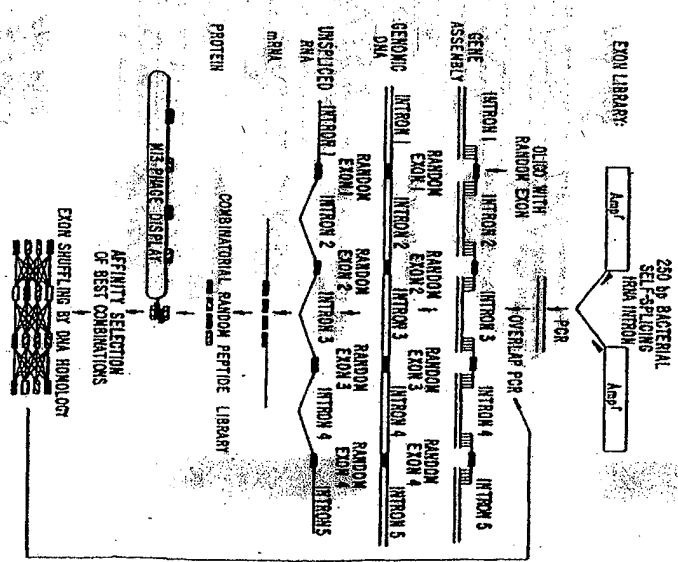 EXON LIBRARY:
250 bp BACTERIAL
SELF-SPLICING
tRNA INTRON
Ampr
Ampr
PCR
OLIGO WITH
RANDOM EXON
OVERLAP PCR
GENE
ASSEMBLY
INTRON 1
INTRON 2
INTRON 3
INTRON 4
INTRON 5
GENOMIC
DNA
RANDOM
EXON 1
RANDOM
EXON 2
RANDOM
EXON 3
RANDOM
EXON 4
INTRON 1
INTRON 2
INTRON 3
INTRON 4
INTRON 5
UNSPLICED
RNA
RANDOM
EXON 1
RANDOM
EXON 2
RANDOM
EXON 3
RANDOM
EXON 4
INTRON 1
INTRON 2
INTRON 3
INTRON 4
INTRON 5
mRNA
PROTEIN
COMBINATORIAL RANDOM PEPTIDE LIBRARY
M13-PHAGE DISPLAY
AFFINITY SELECTION
OF BEST COMBINATIONS
EXON SHUFFLING BY DNA HOMOLOGY